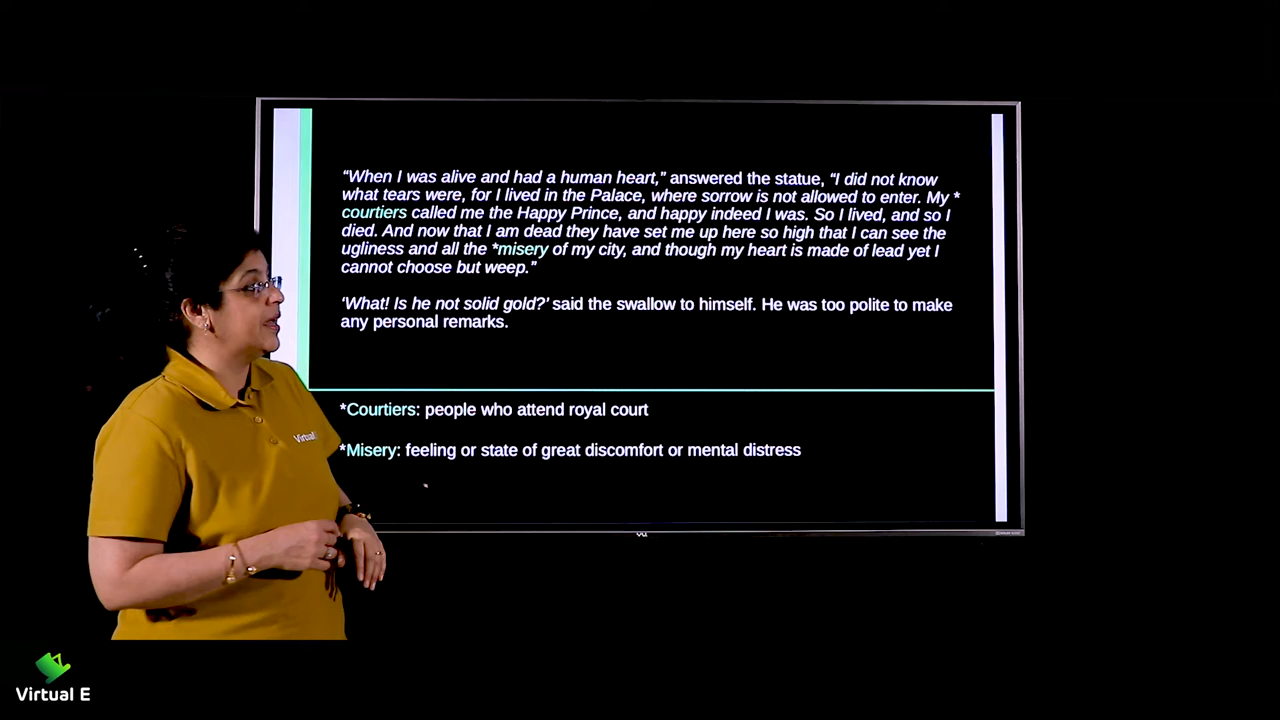 “When I was alive and had a human heart,” answered the statue, “I did not know
what tears were, for I lived in the Palace, where sorrow is not allowed to enter. My *
courtiers called me the Happy Prince, and happy indeed I was. So I lived, and so I
died. And now that I am dead they have set me up here so high that I can see the
ugliness and all the *misery of my city, and though my heart is made of lead yet I
cannot choose but weep.”
‘What! Is he not solid gold?’ said the swallow to himself. He was too polite to make
any personal remarks.
*Courtiers: people who attend royal court
*Misery: feeling or state of great discomfort or mental distress
Virtual
Virtual E